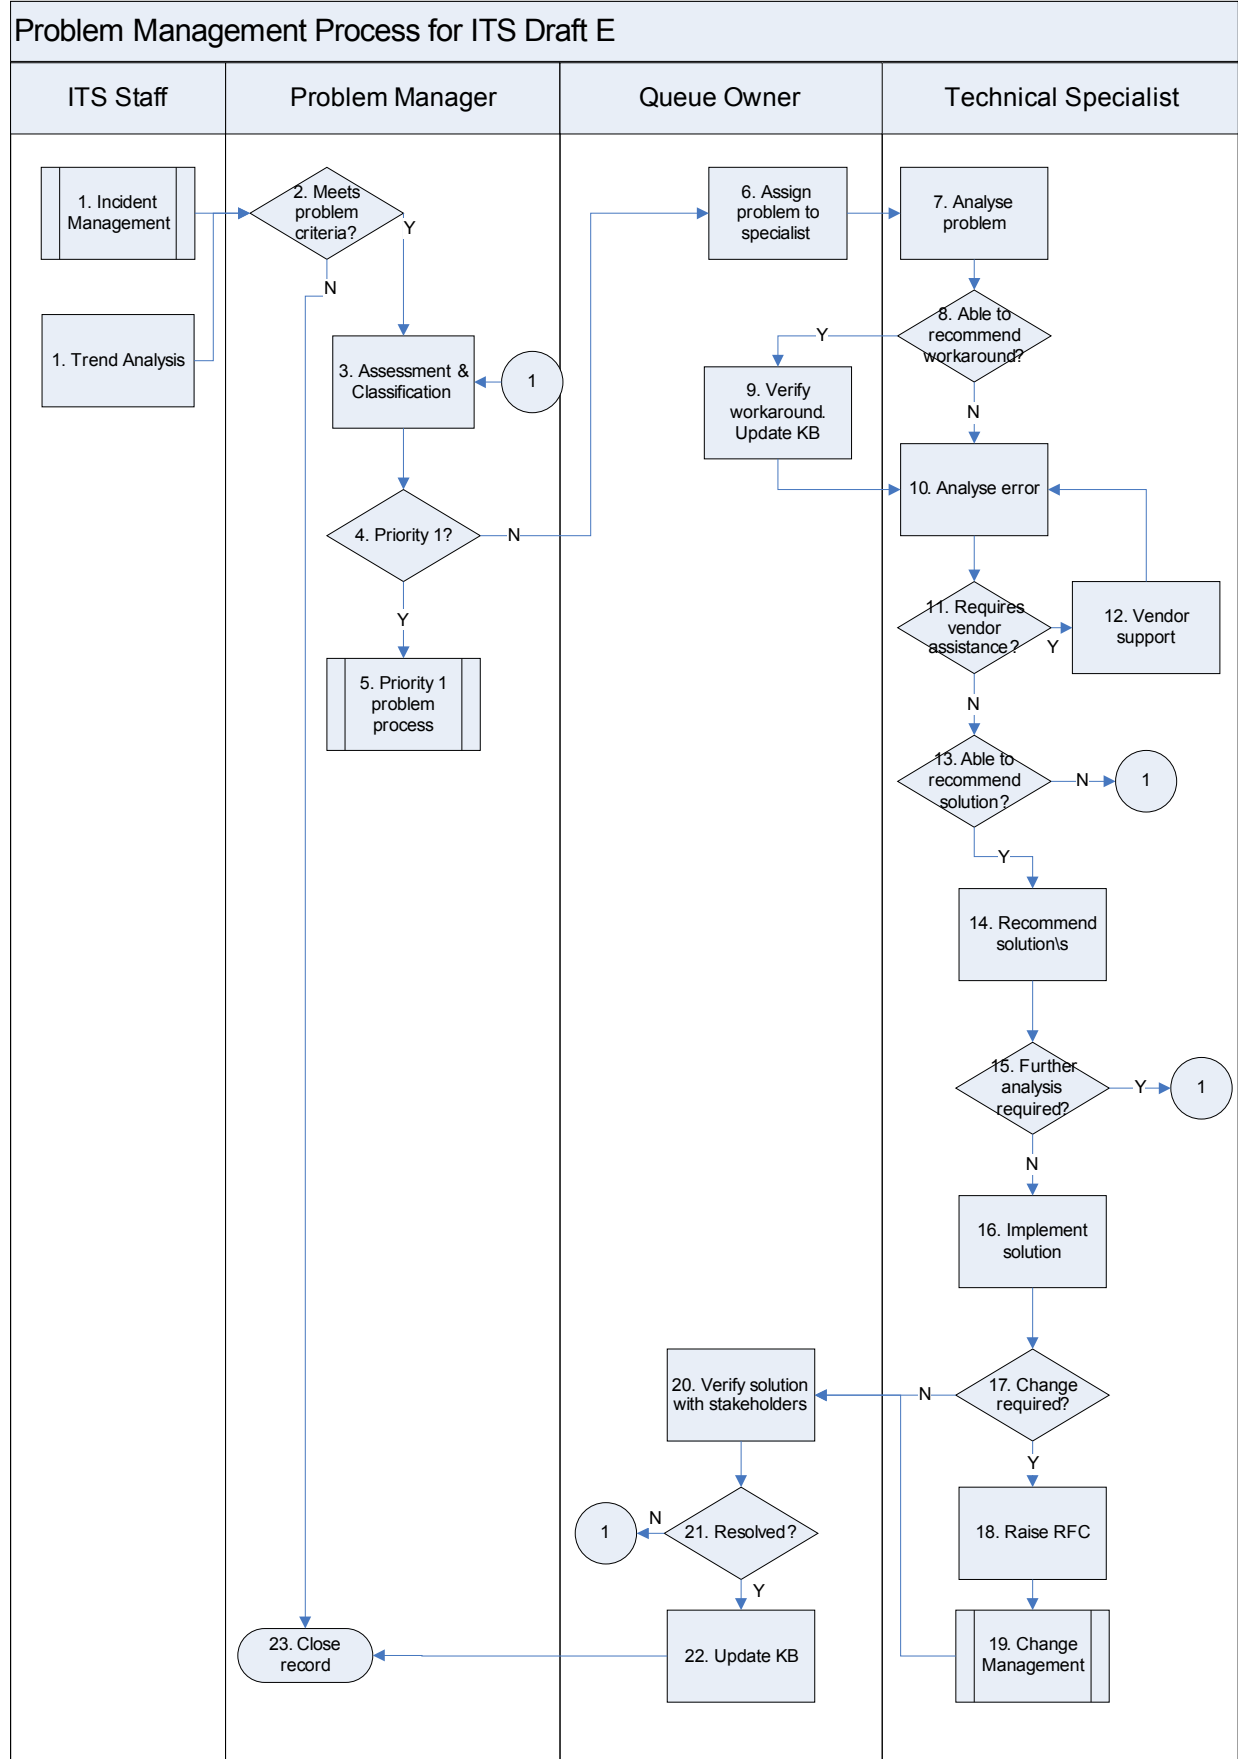 Problem Management Process for ITS Draft E
ITS Staff
Problem Manager
Queue Owner
Technical Specialist
1. Incident
Management
2. Meets
problem
criteria?
Y
N
6. Assign
problem to
specialist
7. Analyse
problem
1. Trend Analysis
3. Assessment &
Classification
1
8. Able to
recommend
workaround?
Y
N
9. Verify
workaround.
Update KB
10. Analyse error
4. Priority 1?
N
Y
5. Priority 1
problem
process
11. Requires
vendor
assistance?
Y
N
12. Vendor
support
13. Able to
recommend
solution?
N
1
Y
14. Recommend
solution\s
15. Further
analysis
required?
Y
1
N
16. Implement
solution
17. Change
required?
N
Y
20. Verify solution
with stakeholders
18. Raise RFC
21. Resolved?
N
1
Y
19. Change
Management
22. Update KB
23. Close
record